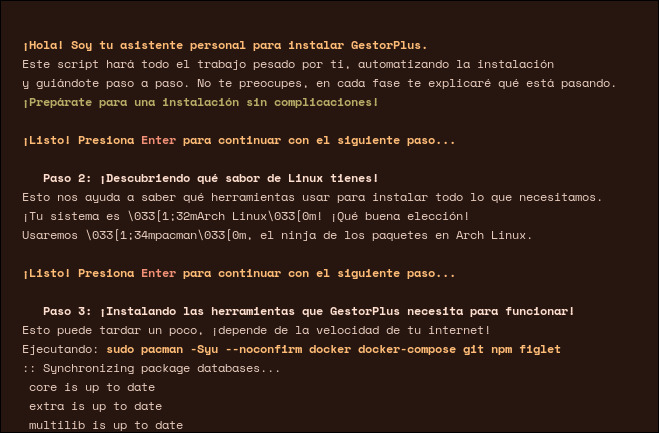 ¡Hola! Soy tu asistente personal para instalar GestorPlus.
Este script hará todo el trabajo pesado por ti, automatizando la instalación
y guiándote paso a paso. No te preocupes, en cada fase te explicaré qué está pasando.
¡Prepárate para una instalación sin complicaciones!
¡Listo! Presiona Enter para continuar con el siguiente paso...
Paso 2: ¡Descubriendo qué sabor de Linux tienes!
Esto nos ayuda a saber qué herramientas usar para instalar todo lo que necesitamos.
¡Tu sistema es \033[1;32mArch Linux\033[0m! ¡Qué buena elección!
Usaremos \033[1;34mpacman\033[0m, el ninja de los paquetes en Arch Linux.
¡Listo! Presiona Enter para continuar con el siguiente paso...
Paso 3: ¡Instalando las herramientas que GestorPlus necesita para funcionar!
Esto puede tardar un poco, ¡depende de la velocidad de tu internet!
Ejecutando: sudo pacman -Syu --noconfirm docker docker-compose git npm figlet
:: Synchronizing package databases...
core is up to date
extra is up to date
multilib is up to date